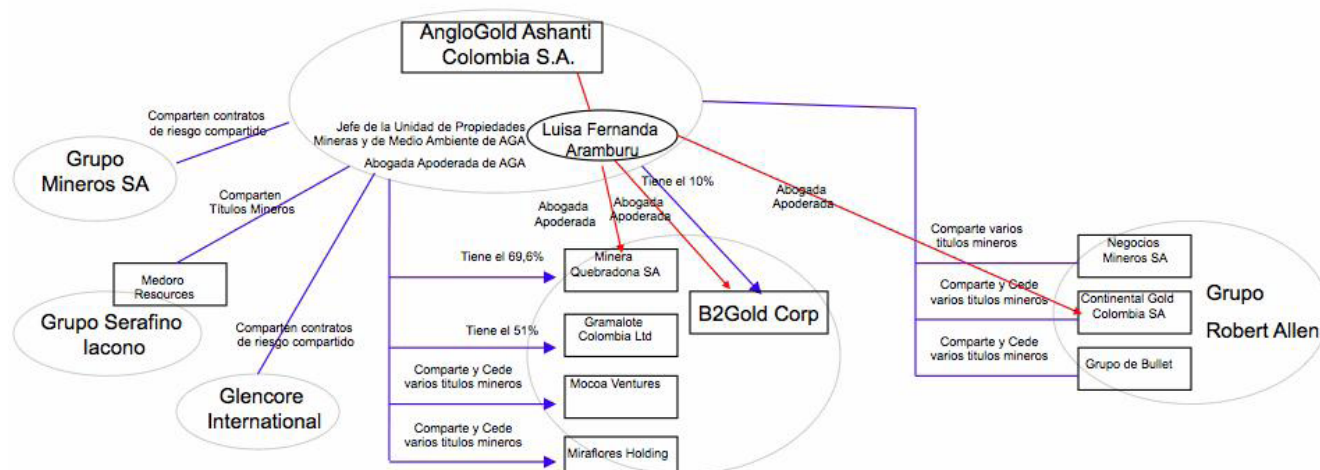 AngloGold Ashanti
Colombia S.A.
Comparten contratos
de riesgo compartido
Jefe de la Unidad de Propiedades
Mineras y de Medio Ambiente de AGA
Abogada Apoderada de AGA
Luisa Fernanda
Aramburu
Grupo
Mineros SA
Comparten
Títulos Mineros
Tiene el 10%
Abogada
Apoderada
Abogada
Apoderada
Abogada
Apoderada
Medoro
Resources
Grupo Serafino
Iacono
Comparten contratos
de riesgo compartido
Glencore
International
Tiene el 69,6%
Minera
Quebradona SA
Tiene el 51%
Gramalote
Colombia Ltd
B2Gold Corp
Comparte y Cede
varios titulos mineros
Mocoa Ventures
Comparte y Cede
varios titulos mineros
Miraflores Holding
Comparte varios
titulos mineros
Negocios
Mineros SA
Comparte y Cede
varios titulos mineros
Continental Gold
Colombia SA
Comparte y Cede
varios titulos mineros
Grupo de Bullet
Grupo
Robert Allen